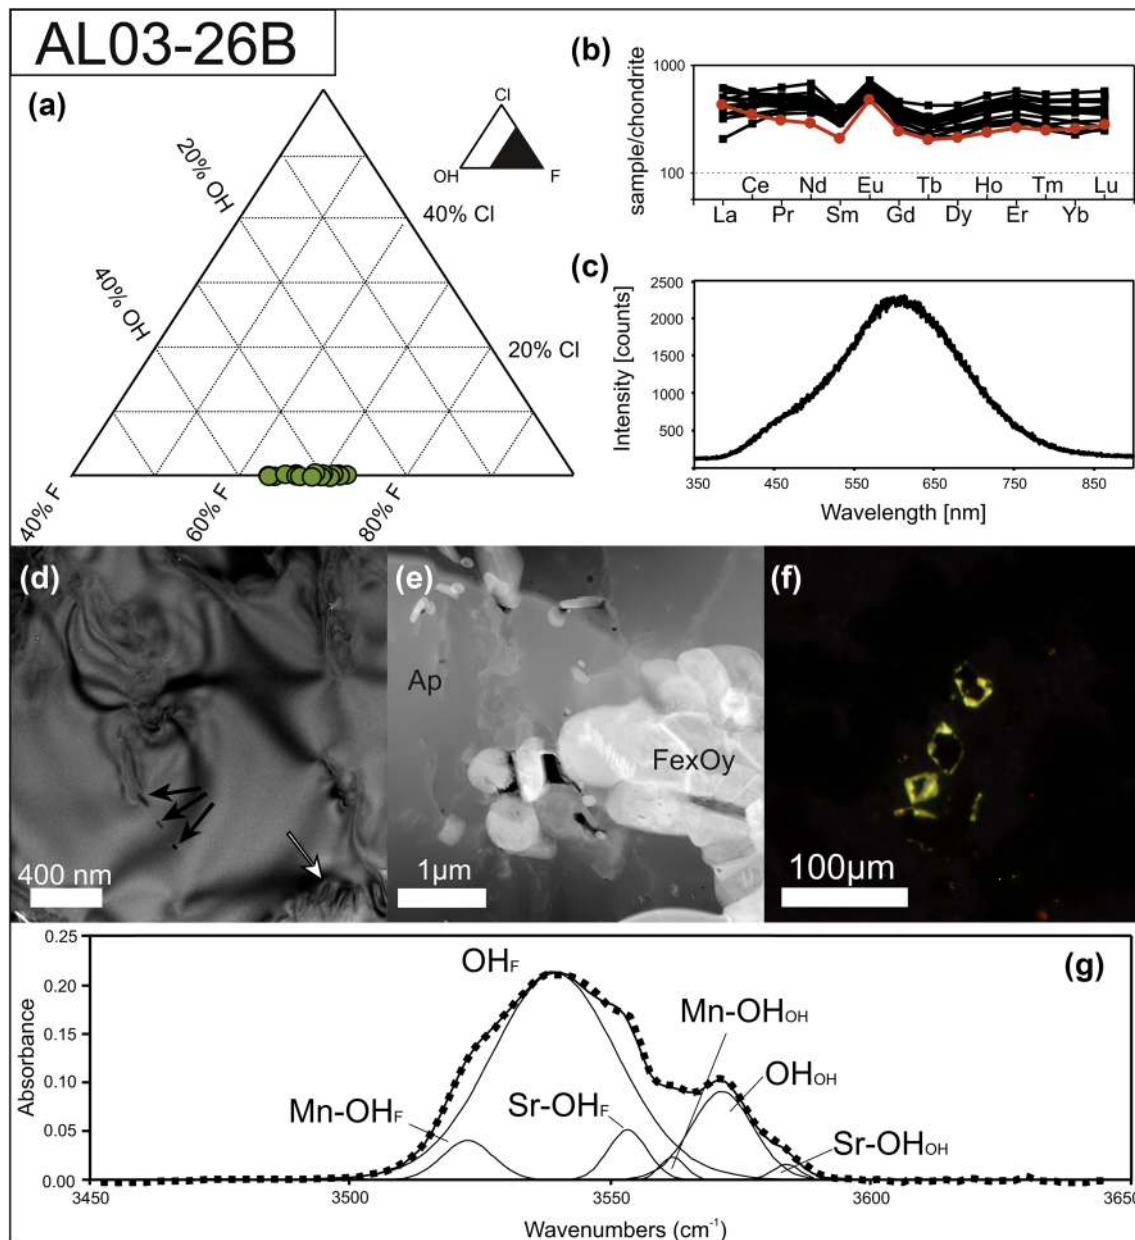 AL03-26B
(a)
Cl
OH
F
20% OH
40% Cl
40% OH
20% Cl
40% F
60% F
80% F
(b)
sample/chondrite
1000
100
Ce Nd Eu Tb Ho Tm Lu
La Pr Sm Gd Dy Er Yb
(c)
Intensity [counts]
2500
2000
1500
1000
500
350 450 550 650 750 850
Wavelength [nm]
(d)
400 nm
(e)
Ap
FexOy
1µm
(f)
100µm
(g)
Absorbance
0.25
0.20
0.15
0.10
0.05
0.00
OHF
Mn-OHOH
OHOH
Mn-OHF
Sr-OHF
Sr-OHOH
3450 3500 3550 3600 3650
Wavenumbers (cm⁻¹)